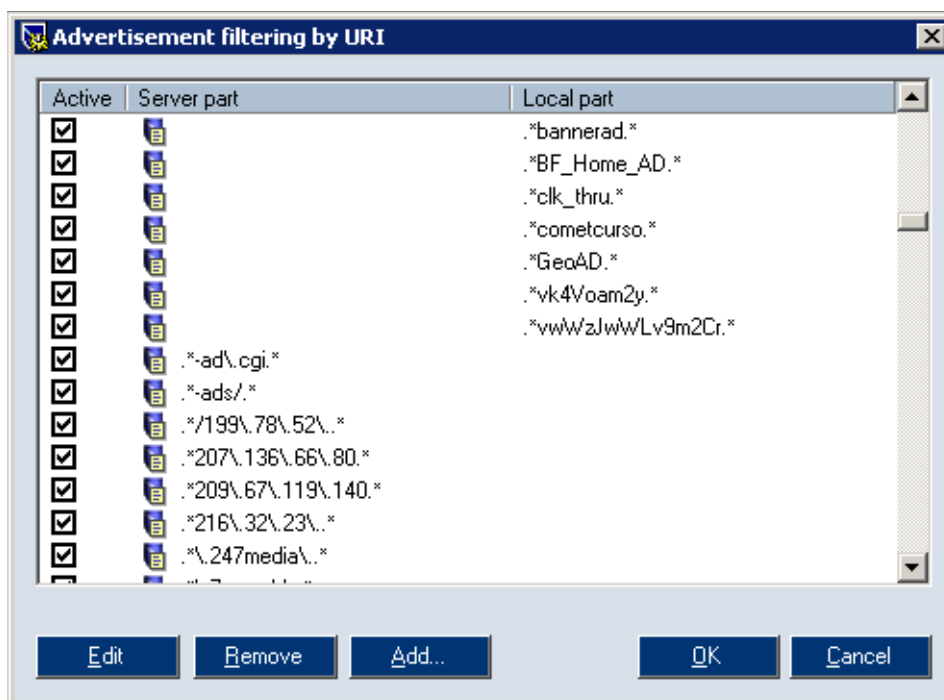 Advertisement filtering by URI
Active Server part Local part
.*bannerad.*
.*BF_Home_AD.*
.*clk_thru.*
.*cometcurso.*
.*GeoAD.*
.*vk4Voam2y.*
.*vwWzJwWLv9m2Cr.*
.*-ad\.cgi.*
.*-ads/.*
.*/199\.78\.52\..*
.*207\.136\.66\.80.*
.*209\.67\.119\.140.*
.*216\.32\.23\..*
.*\.247media\..*
Edit Remove Add... OK Cancel